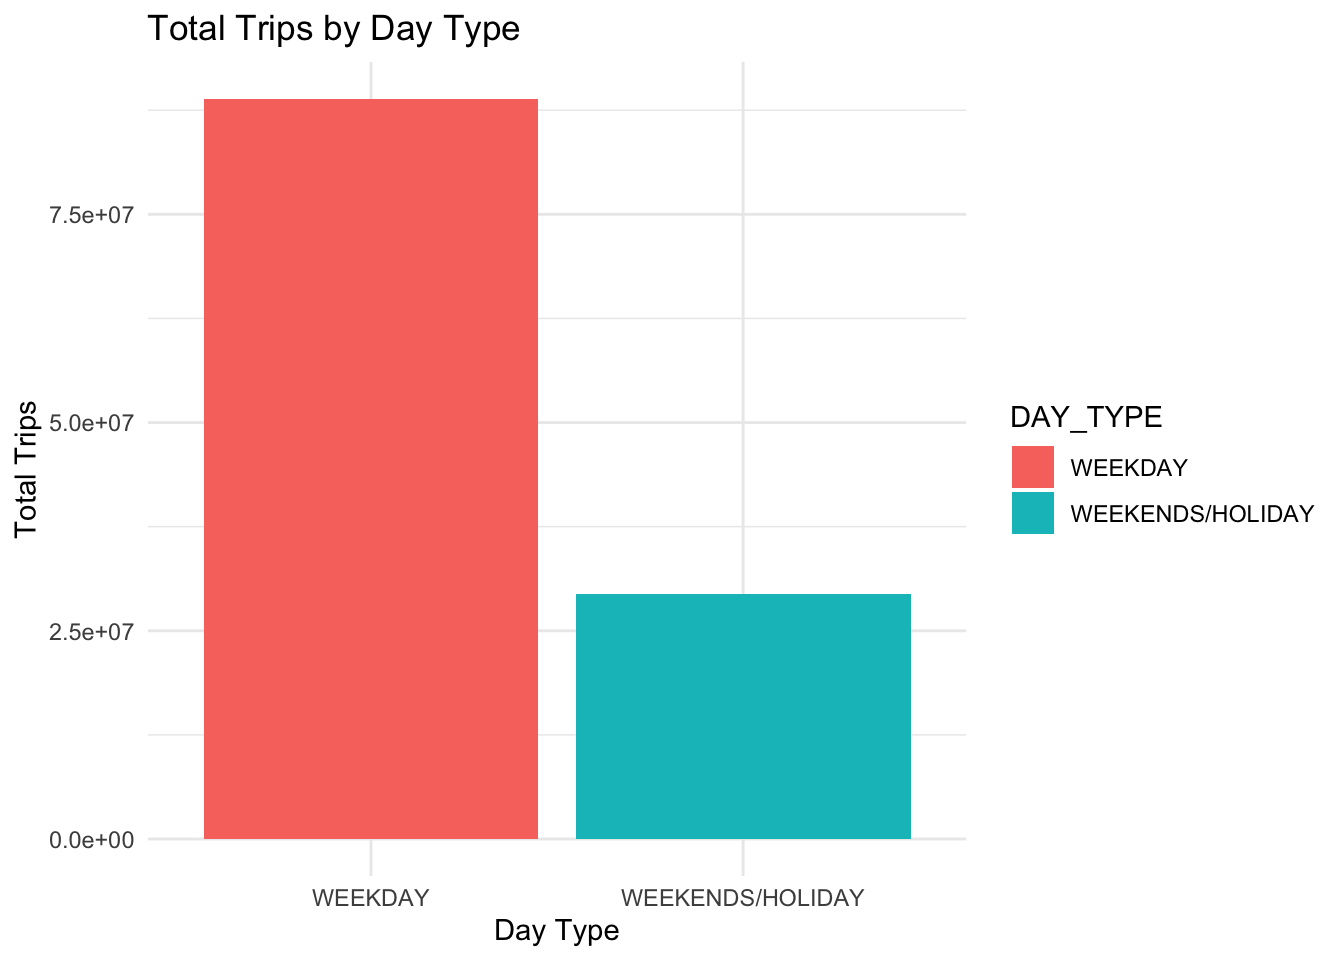 Total Trips by Day Type
Total Trips
7.5e+07
5.0e+07
2.5e+07
0.0e+00
WEEKDAY
WEEKENDS/HOLIDAY
Day Type
DAY_TYPE
WEEKDAY
WEEKENDS/HOLIDAY